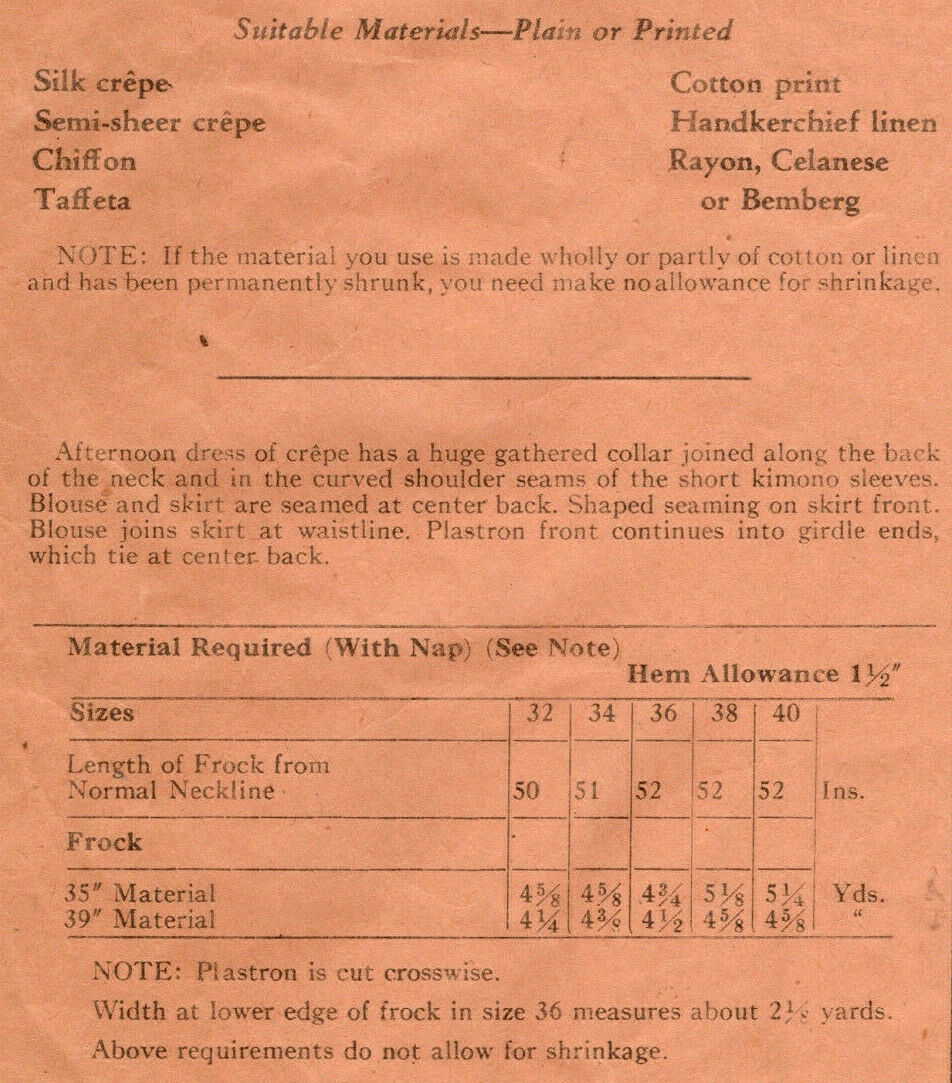 Suitable Materials—Plain or Printed
Silk crêpe
Cotton print
Semi-sheer crêpe
Handkerchief linen
Chiffon
Rayon, Celanese
Taffeta
or Bemberg
NOTE: If the material you use is made wholly or partly of cotton or linen
and has been permanently shrunk, you need make no allowance for shrinkage.
Afternoon dress of crêpe has a huge gathered collar joined along the back
of the neck and in the curved shoulder seams of the short kimono sleeves.
Blouse and skirt are seamed at center back. Shaped seaming on skirt front.
Blouse joins skirt at waistline. Plastron front continues into girdle ends,
which tie at center back.
Material Required (With Nap) (See Note)
Hem Allowance 1½″
Sizes 32 34 36 38 40
Length of Frock from
Normal Neckline 50 51 52 52 52 Ins.
Frock
35″ Material 4⅝ 4⅝ 4¾ 5⅛ 5¼ Yds.
39″ Material 4¼ 4⅜ 4½ 4⅝ 4⅝ “
NOTE: Plastron is cut crosswise.
Width at lower edge of frock in size 36 measures about yards.
Above requirements do not allow for shrinkage.